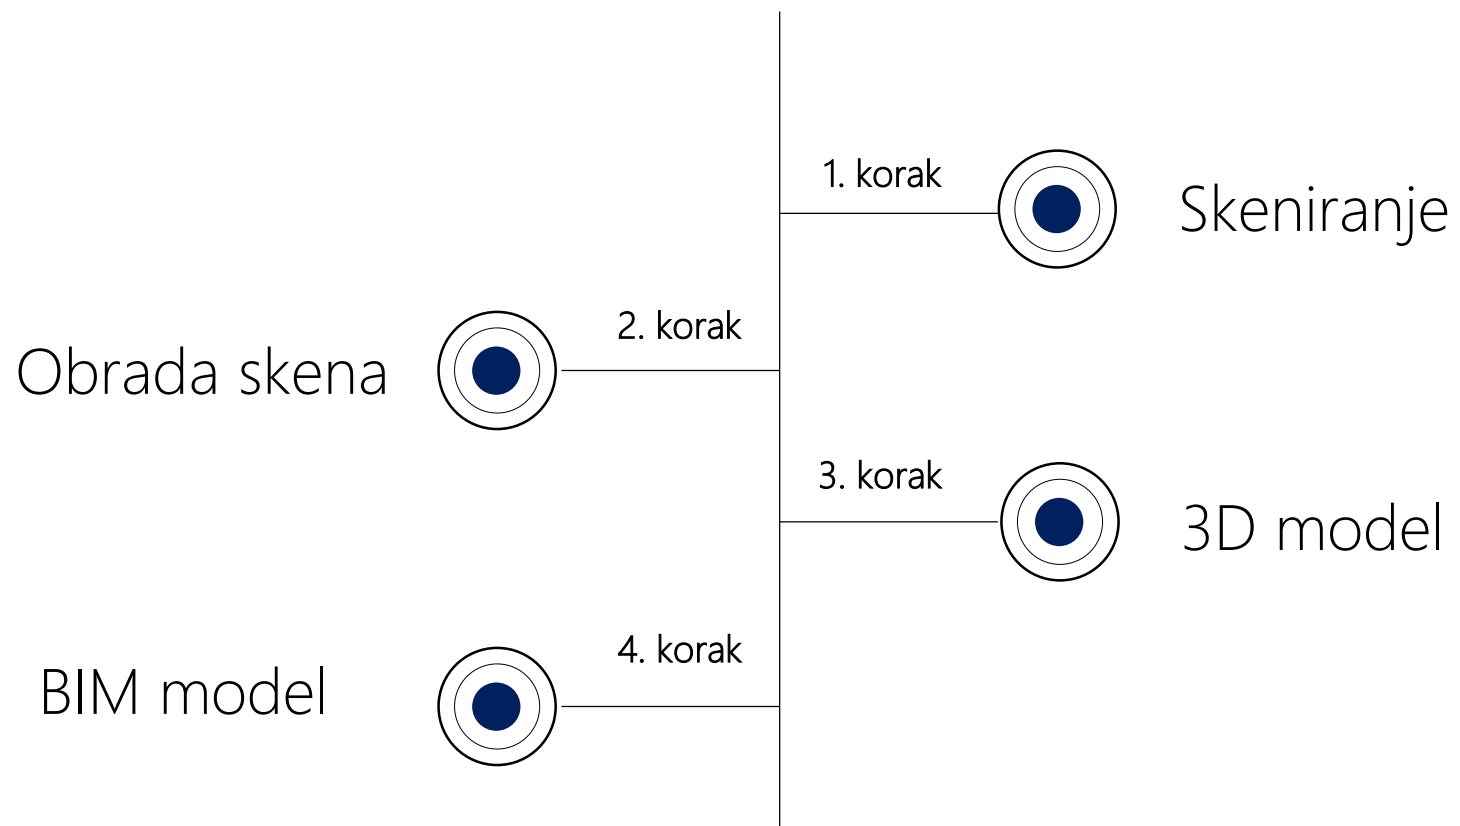 1. korak
Skeniranje
2. korak
Obrada skena
3. korak
3D model
4. korak
BIM model